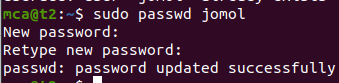 mca@t2:~$ sudo passwd jomol
New password:
Retype new password:
passwd: password updated successfully